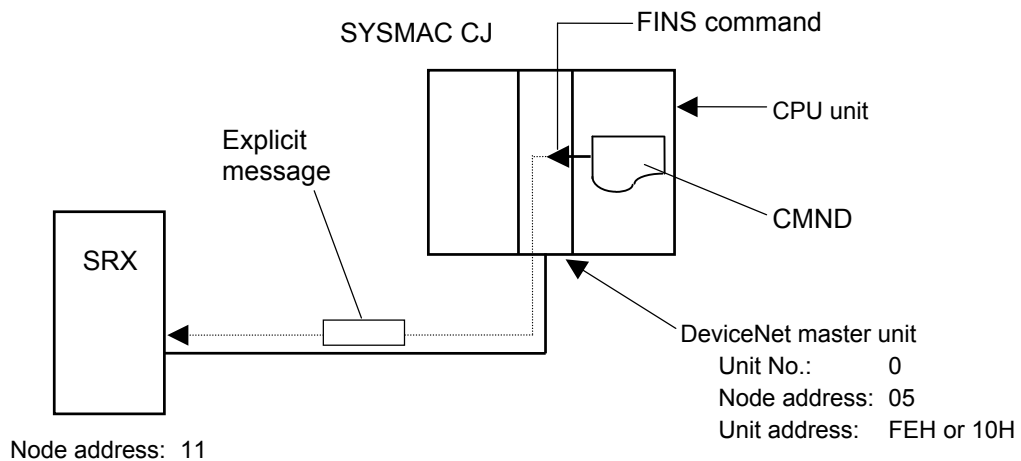 FINS command
SYSMAC CJ
CPU unit
Explicit
message
CMND
SRX
DeviceNet master unit
Unit No.: 0
Node address: 05
Unit address: FEH or 10H
Node address: 11